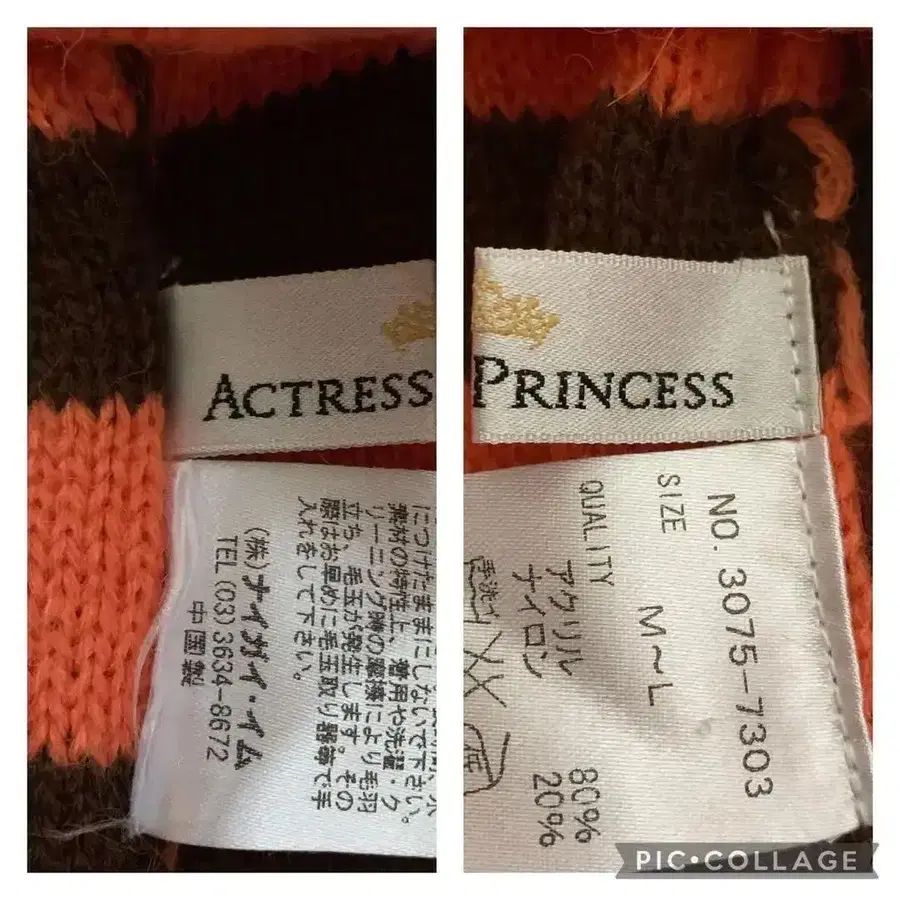 ACTRESS
につけたままにしないで下さい。
素材の特性上、着用や洗濯・ク
リーニング時の摩擦により毛羽
立ち、毛玉が発生します。その
際はお早めに毛玉取り器等で手
入れをして下さい。
(株)ナイガイ・イム
TEL (03)3634-8672
中国製
PRINCESS
NO. 3075-7303
SIZE M~L
QUALITY
アクリル 80%
ナイロン 20%
手洗イ
PIC•COLLAGE